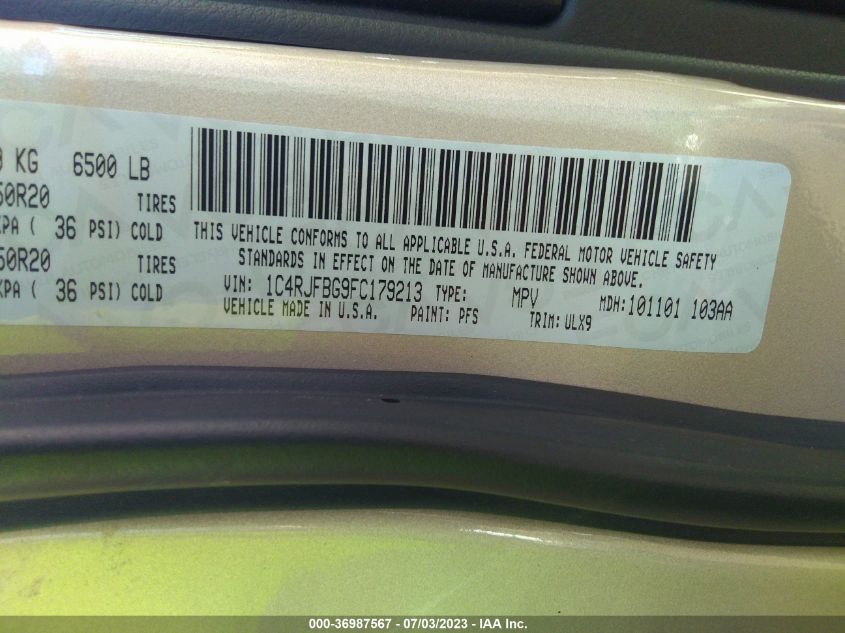 KG 6500 LB
50R20 TIRES
KPA ( 36 PSI) COLD
50R20 TIRES
KPA ( 36 PSI) COLD
THIS VEHICLE CONFORMS TO ALL APPLICABLE U.S.A. FEDERAL MOTOR VEHICLE SAFETY
STANDARDS IN EFFECT ON THE DATE OF MANUFACTURE SHOWN ABOVE.
VIN: 1C4RJFBG9FC179213 TYPE: MPV MDH:101101 103AA
VEHICLE MADE IN U.S.A. PAINT: PFS TRIM: ULX9
000-36987567 - 07/03/2023 - IAA Inc.